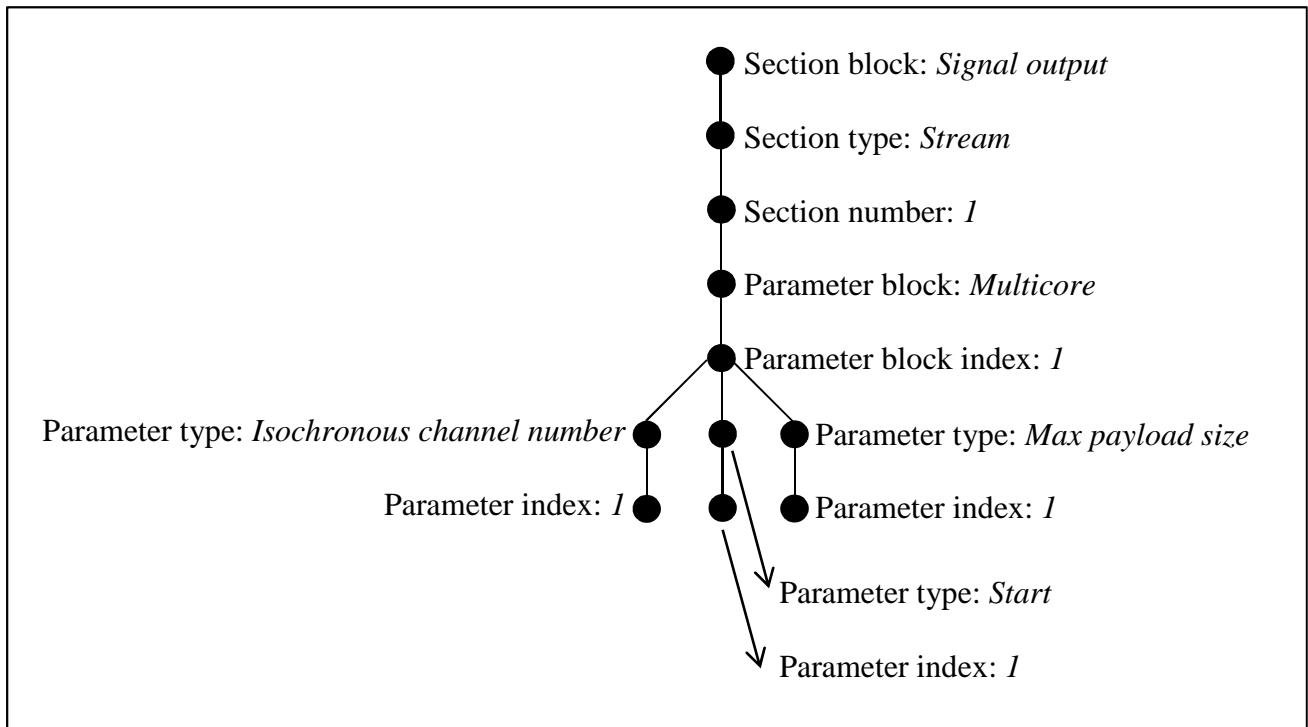 Section block: Signal output
Section type: Stream
Section number: 1
Parameter block: Multicore
Parameter block index: 1
Parameter type: Isochronous channel number
Parameter type: Max payload size
Parameter index: 1
Parameter index: 1
Parameter type: Start
Parameter index: 1